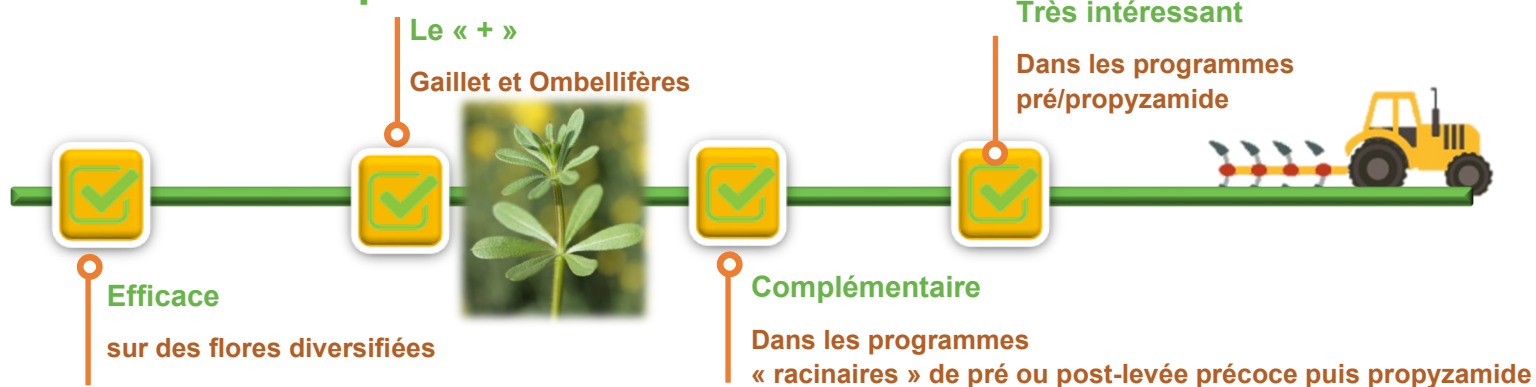 Le « + »
Gaillet et Ombellifères
Très intéressant
Dans les programmes
pré/propyzamide
Efficace
sur des flores diversifiées
Complémentaire
Dans les programmes
« racinaires » de pré ou post-levée précoce puis propyzamide